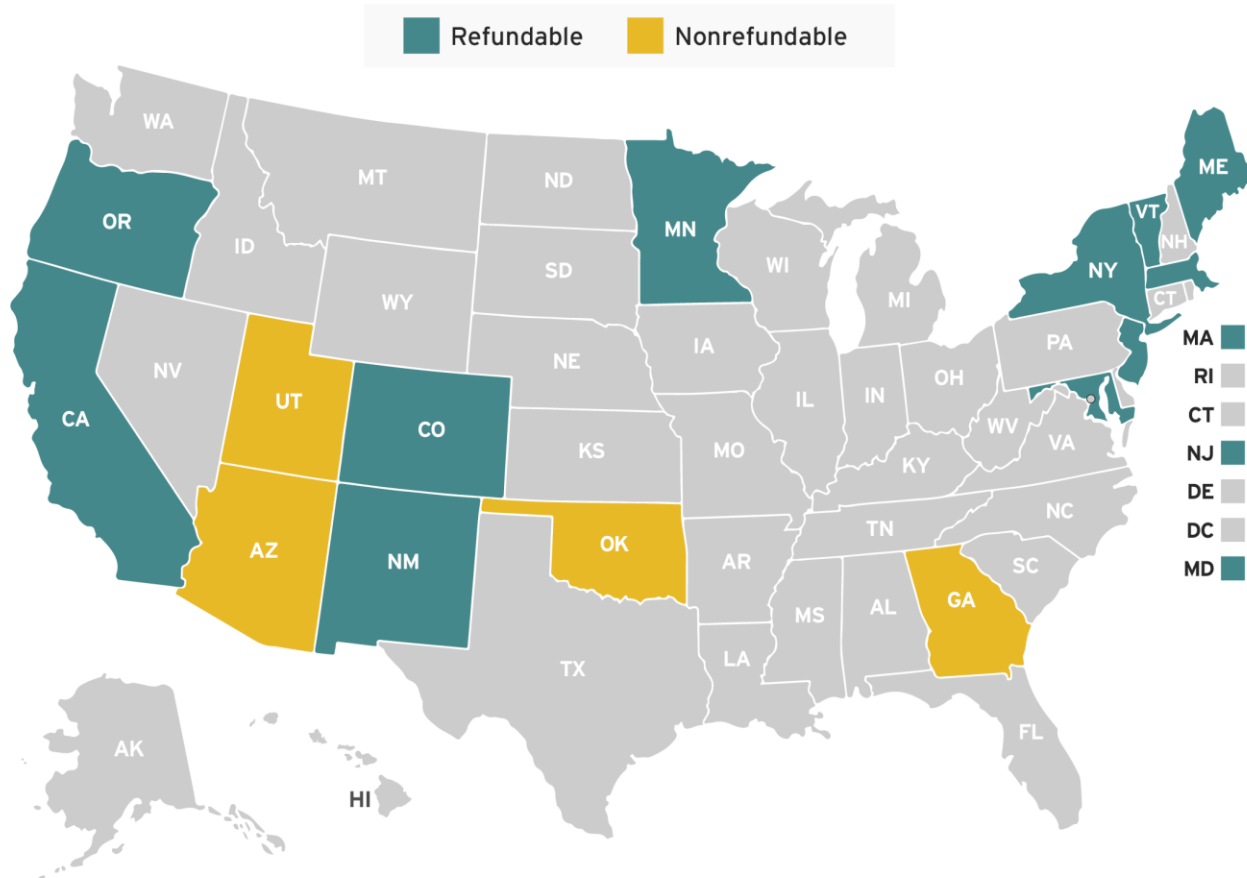 Refundable Nonrefundable
WA
MT
ND
MN
ME
VT
NH
OR
ID
SD
WI
MI
NY
CT
WY
IA
PA
MA
NV
NE
IL
IN
OH
RI
UT
CO
KS
MO
WV
VA
CT
CA
KY
NJ
AZ
NM
OK
AR
TN
NC
DE
SC
DC
MS
AL
GA
MD
TX
LA
FL
AK
HI